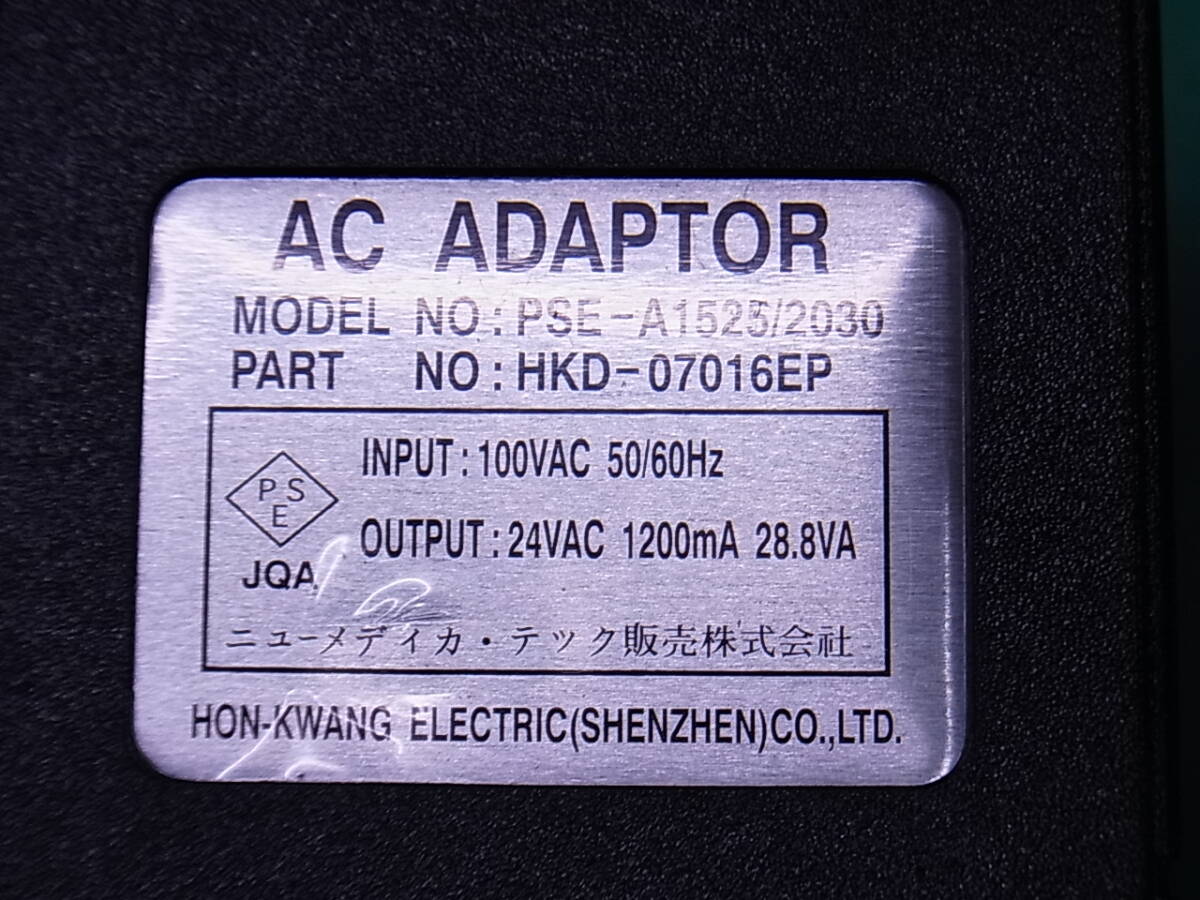 AC ADAPTOR
MODEL NO : PSE-A1525/2030
PART NO : HKD-07016EP
INPUT : 100VAC 50/60Hz
P S
E
OUTPUT : 24VAC 1200mA 28.8VA
JQA
ニューメディカ・テック販売株式会社
HON-KWANG ELECTRIC(SHENZHEN)CO.,LTD.